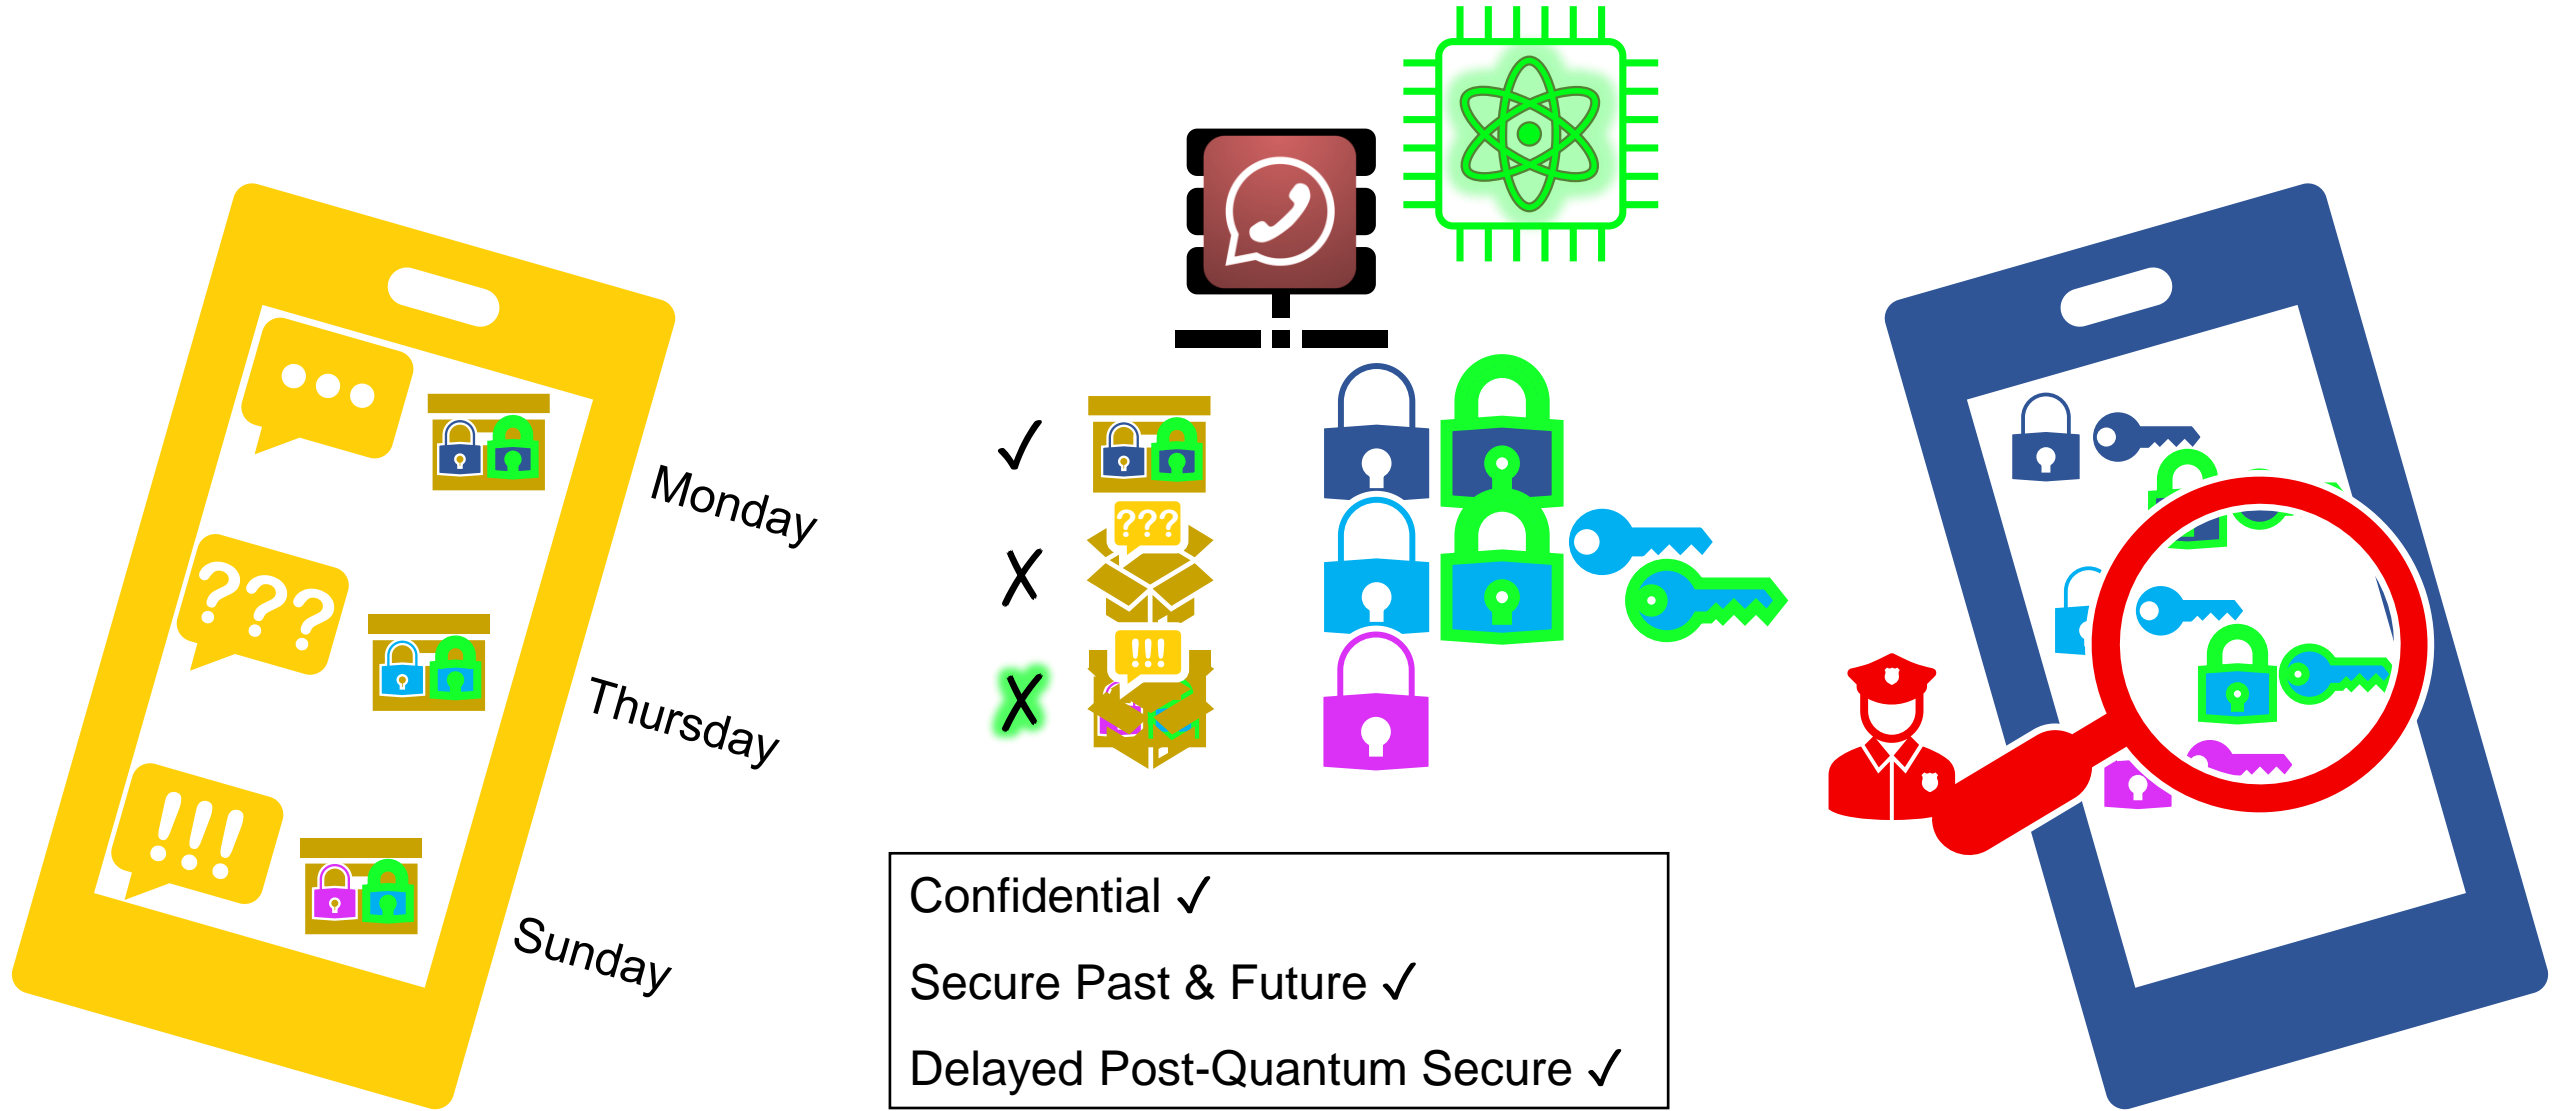 Monday
???
???
Thursday
!!!
!!!
Sunday
Confidential ✓
Secure Past & Future ✓
Delayed Post-Quantum Secure ✓